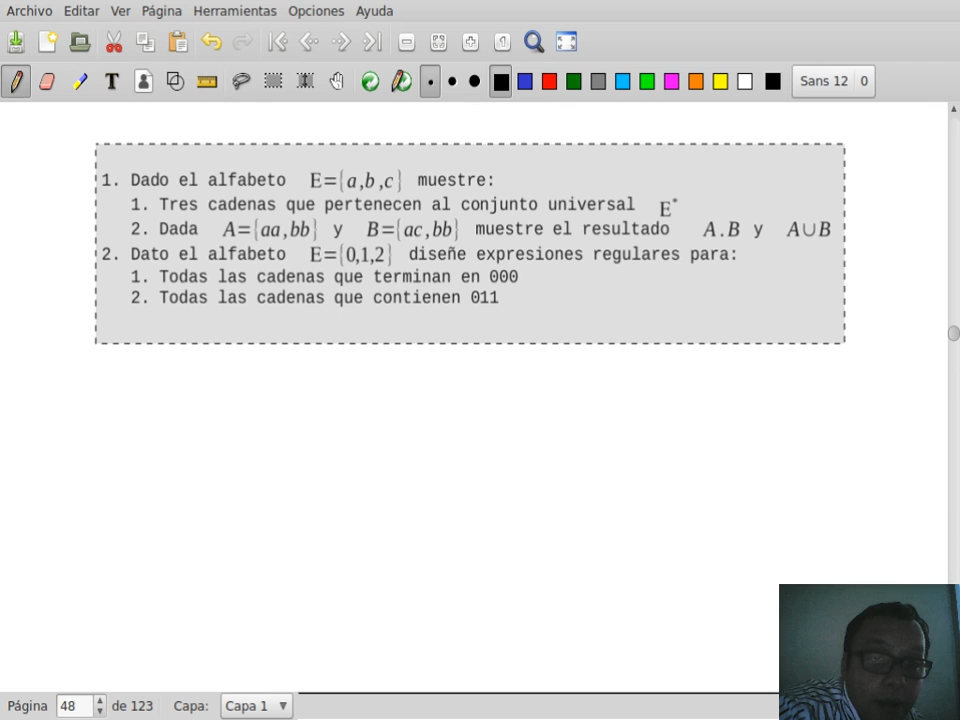 Archivo Editar Ver Página Herramientas Opciones Ayuda
T Sans 12 0
1. Dado el alfabeto E={a,b,c} muestre:
1. Tres cadenas que pertenecen al conjunto universal E*
2. Dada A={aa,bb} y B={ac,bb} muestre el resultado A.B y A∪B
2. Dato el alfabeto E={0,1,2} diseñe expresiones regulares para:
1. Todas las cadenas que terminan en 000
2. Todas las cadenas que contienen 011
Página 48 de 123 Capa: Capa 1